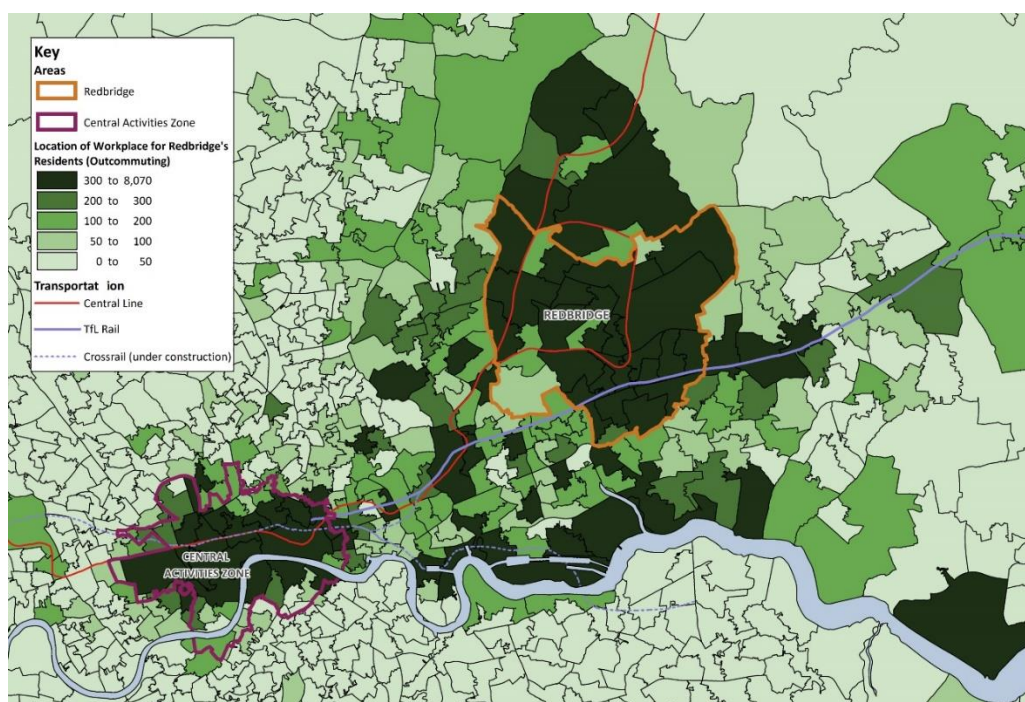 Key
Areas
Redbridge
Central Activities Zone
Location of Workplace for Redbridge's
Residents (Outcommuting)
300 to 8,070
200 to 300
100 to 200
50 to 100
0 to 50
Transportat ion
Central Line
TfL Rail
Crossrail (under construction)
REDBRIDGE
CENTRAL
ACTIVITIES ZONE